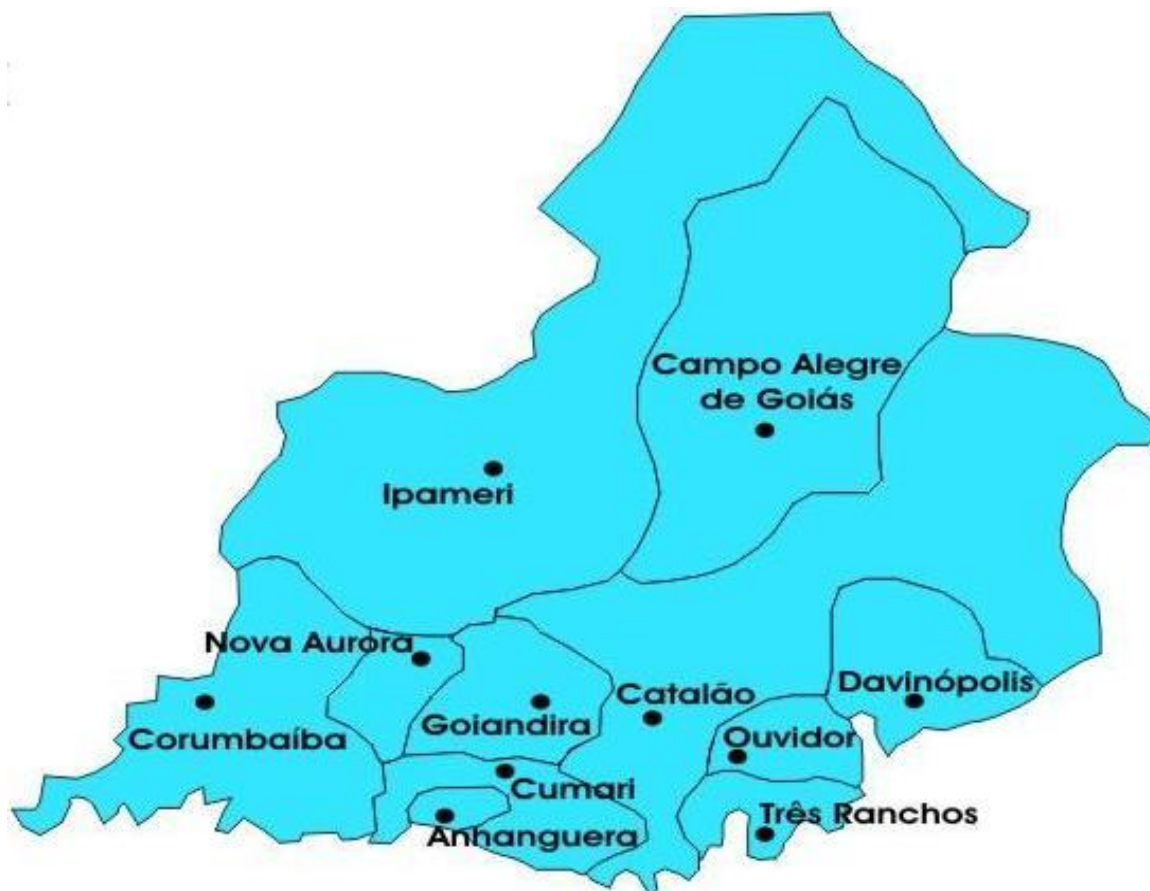 Campo Alegre
de Goiás
Ipameri
Nova Aurora
Davinópolis
Catalão
Goiandira
Corumbaíba
Ouvidor
Cumari
Três Ranchos
Anhanguera